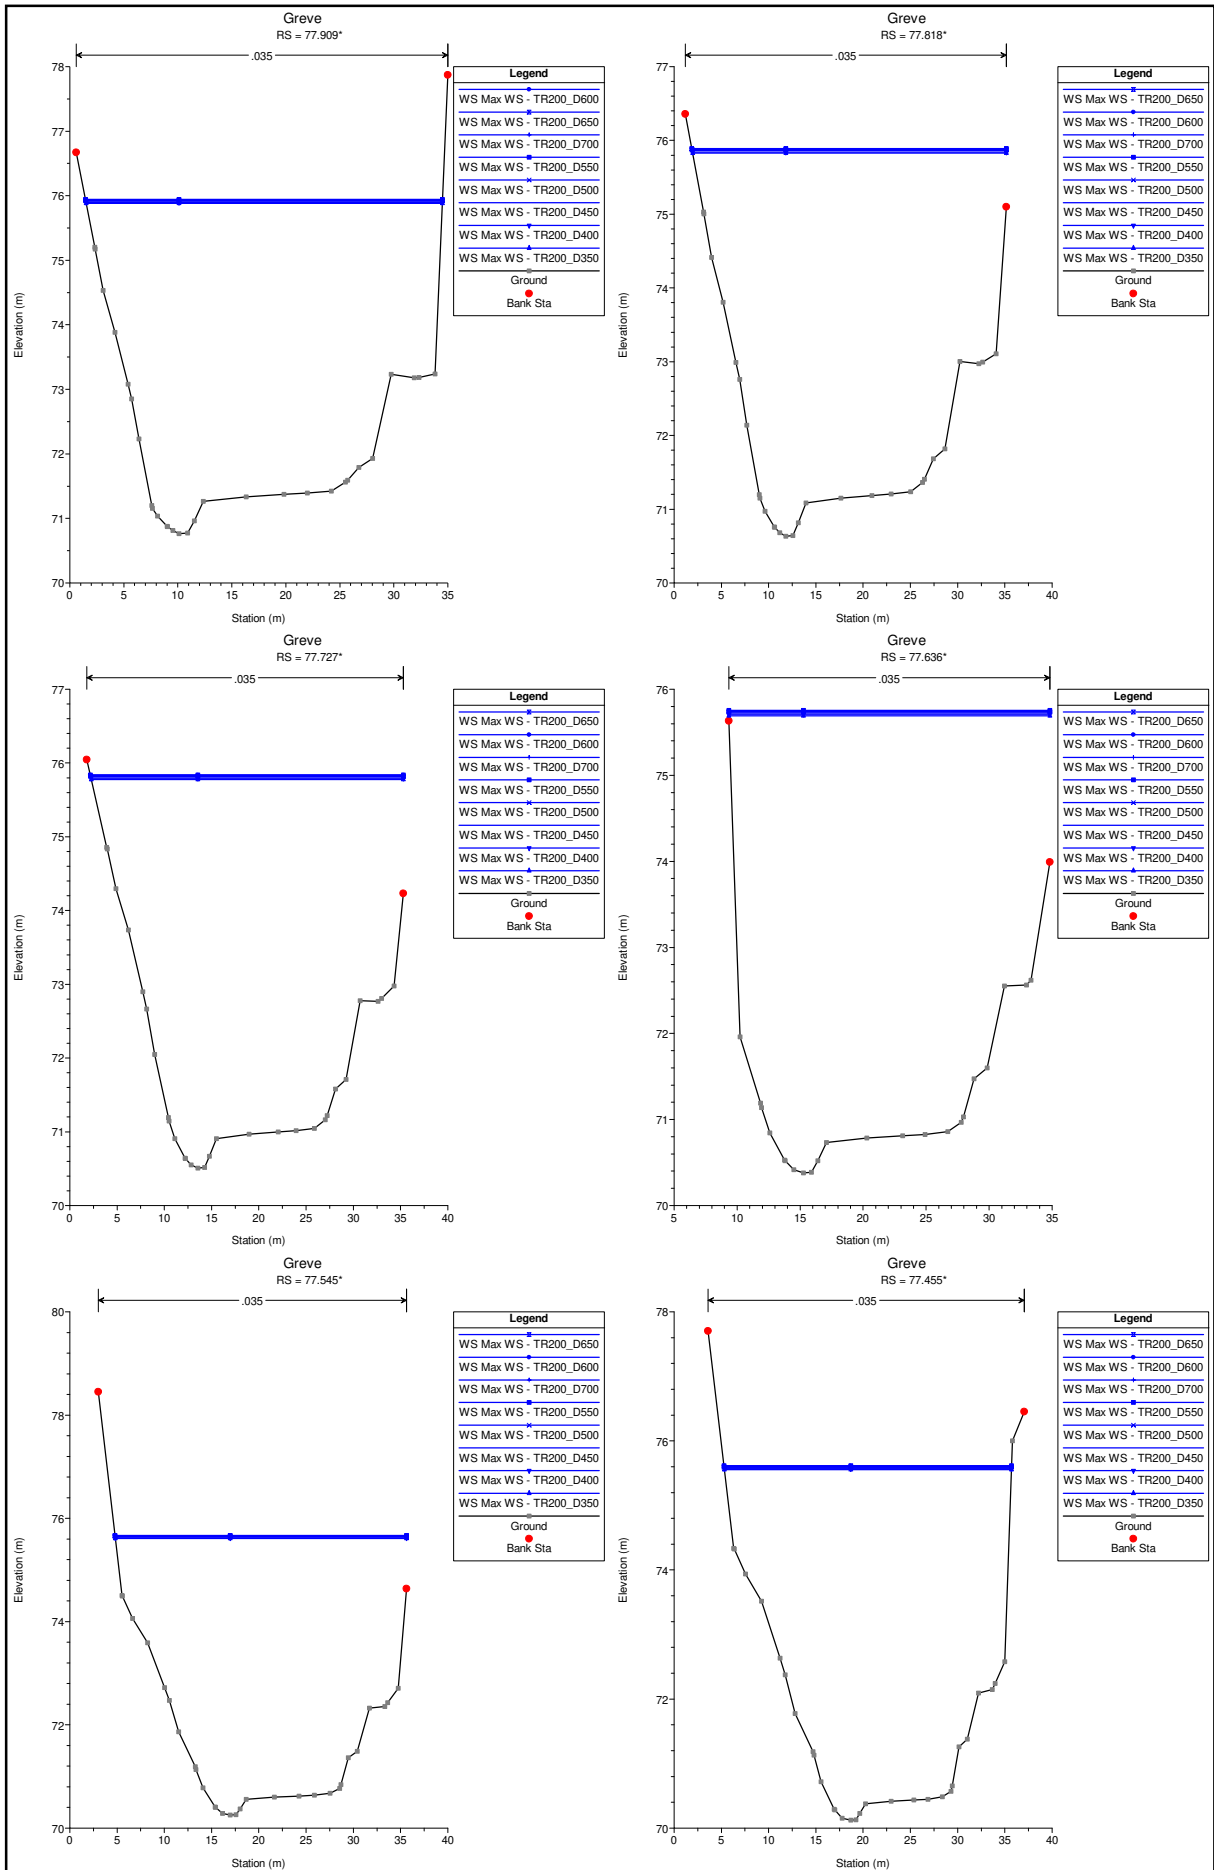 Greve
RS = 77.909*
.035
78
77
76
75
74
73
72
71
70
Elevation (m)
0 5 10 15 20 25 30 35
Station (m)
Legend
WS Max WS - TR200_D600
WS Max WS - TR200_D650
WS Max WS - TR200_D700
WS Max WS - TR200_D550
WS Max WS - TR200_D500
WS Max WS - TR200_D450
WS Max WS - TR200_D400
WS Max WS - TR200_D350
Ground
Bank Sta
Greve
RS = 77.818*
.035
77
76
75
74
73
72
71
70
Elevation (m)
0 5 10 15 20 25 30 35 40
Station (m)
Legend
WS Max WS - TR200_D650
WS Max WS - TR200_D600
WS Max WS - TR200_D700
WS Max WS - TR200_D550
WS Max WS - TR200_D500
WS Max WS - TR200_D450
WS Max WS - TR200_D400
WS Max WS - TR200_D350
Ground
Bank Sta
Greve
RS = 77.727*
.035
77
76
75
74
73
72
71
70
Elevation (m)
0 5 10 15 20 25 30 35 40
Station (m)
Legend
WS Max WS - TR200_D650
WS Max WS - TR200_D600
WS Max WS - TR200_D700
WS Max WS - TR200_D550
WS Max WS - TR200_D500
WS Max WS - TR200_D450
WS Max WS - TR200_D400
WS Max WS - TR200_D350
Ground
Bank Sta
Greve
RS = 77.636*
.035
76
75
74
73
72
71
70
Elevation (m)
5 10 15 20 25 30 35
Station (m)
Legend
WS Max WS - TR200_D650
WS Max WS - TR200_D600
WS Max WS - TR200_D700
WS Max WS - TR200_D550
WS Max WS - TR200_D500
WS Max WS - TR200_D450
WS Max WS - TR200_D400
WS Max WS - TR200_D350
Ground
Bank Sta
Greve
RS = 77.545*
.035
80
78
76
74
72
70
Elevation (m)
0 5 10 15 20 25 30 35 40
Station (m)
Legend
WS Max WS - TR200_D650
WS Max WS - TR200_D600
WS Max WS - TR200_D700
WS Max WS - TR200_D550
WS Max WS - TR200_D500
WS Max WS - TR200_D450
WS Max WS - TR200_D400
WS Max WS - TR200_D350
Ground
Bank Sta
Greve
RS = 77.455*
.035
78
76
74
72
70
Elevation (m)
0 5 10 15 20 25 30 35 40
Station (m)
Legend
WS Max WS - TR200_D650
WS Max WS - TR200_D600
WS Max WS - TR200_D700
WS Max WS - TR200_D550
WS Max WS - TR200_D500
WS Max WS - TR200_D450
WS Max WS - TR200_D400
WS Max WS - TR200_D350
Ground
Bank Sta